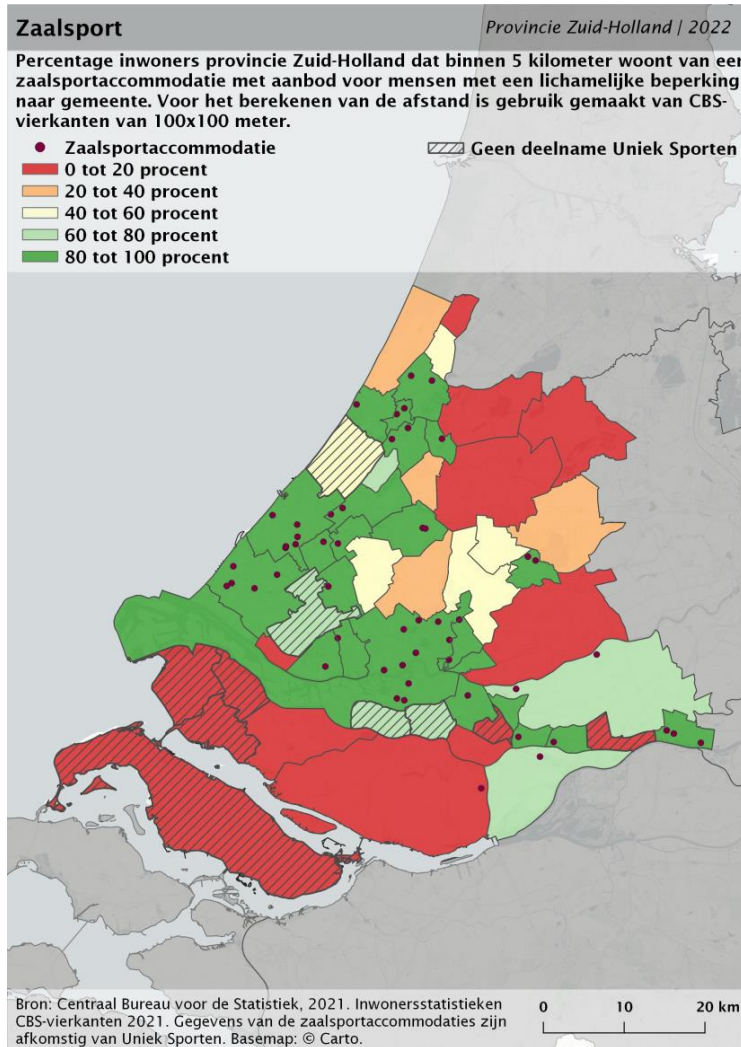 Zaalsport
Provincie Zuid-Holland | 2022
Percentage inwoners provincie Zuid-Holland dat binnen 5 kilometer woont van een
zaalsportaccommodatie met aanbod voor mensen met een lichamelijke beperking
naar gemeente. Voor het berekenen van de afstand is gebruik gemaakt van CBS-
vierkanten van 100x100 meter.
Zaalsportaccommodatie
Geen deelname Uniek Sporten
0 tot 20 procent
20 tot 40 procent
40 tot 60 procent
60 tot 80 procent
80 tot 100 procent
Bron: Centraal Bureau voor de Statistiek, 2021. Inwonersstatistieken
CBS-vierkanten 2021. Gegevens van de zaalsportaccommodaties zijn
afkomstig van Uniek Sporten. Basemap: © Carto.
0 10 20 km